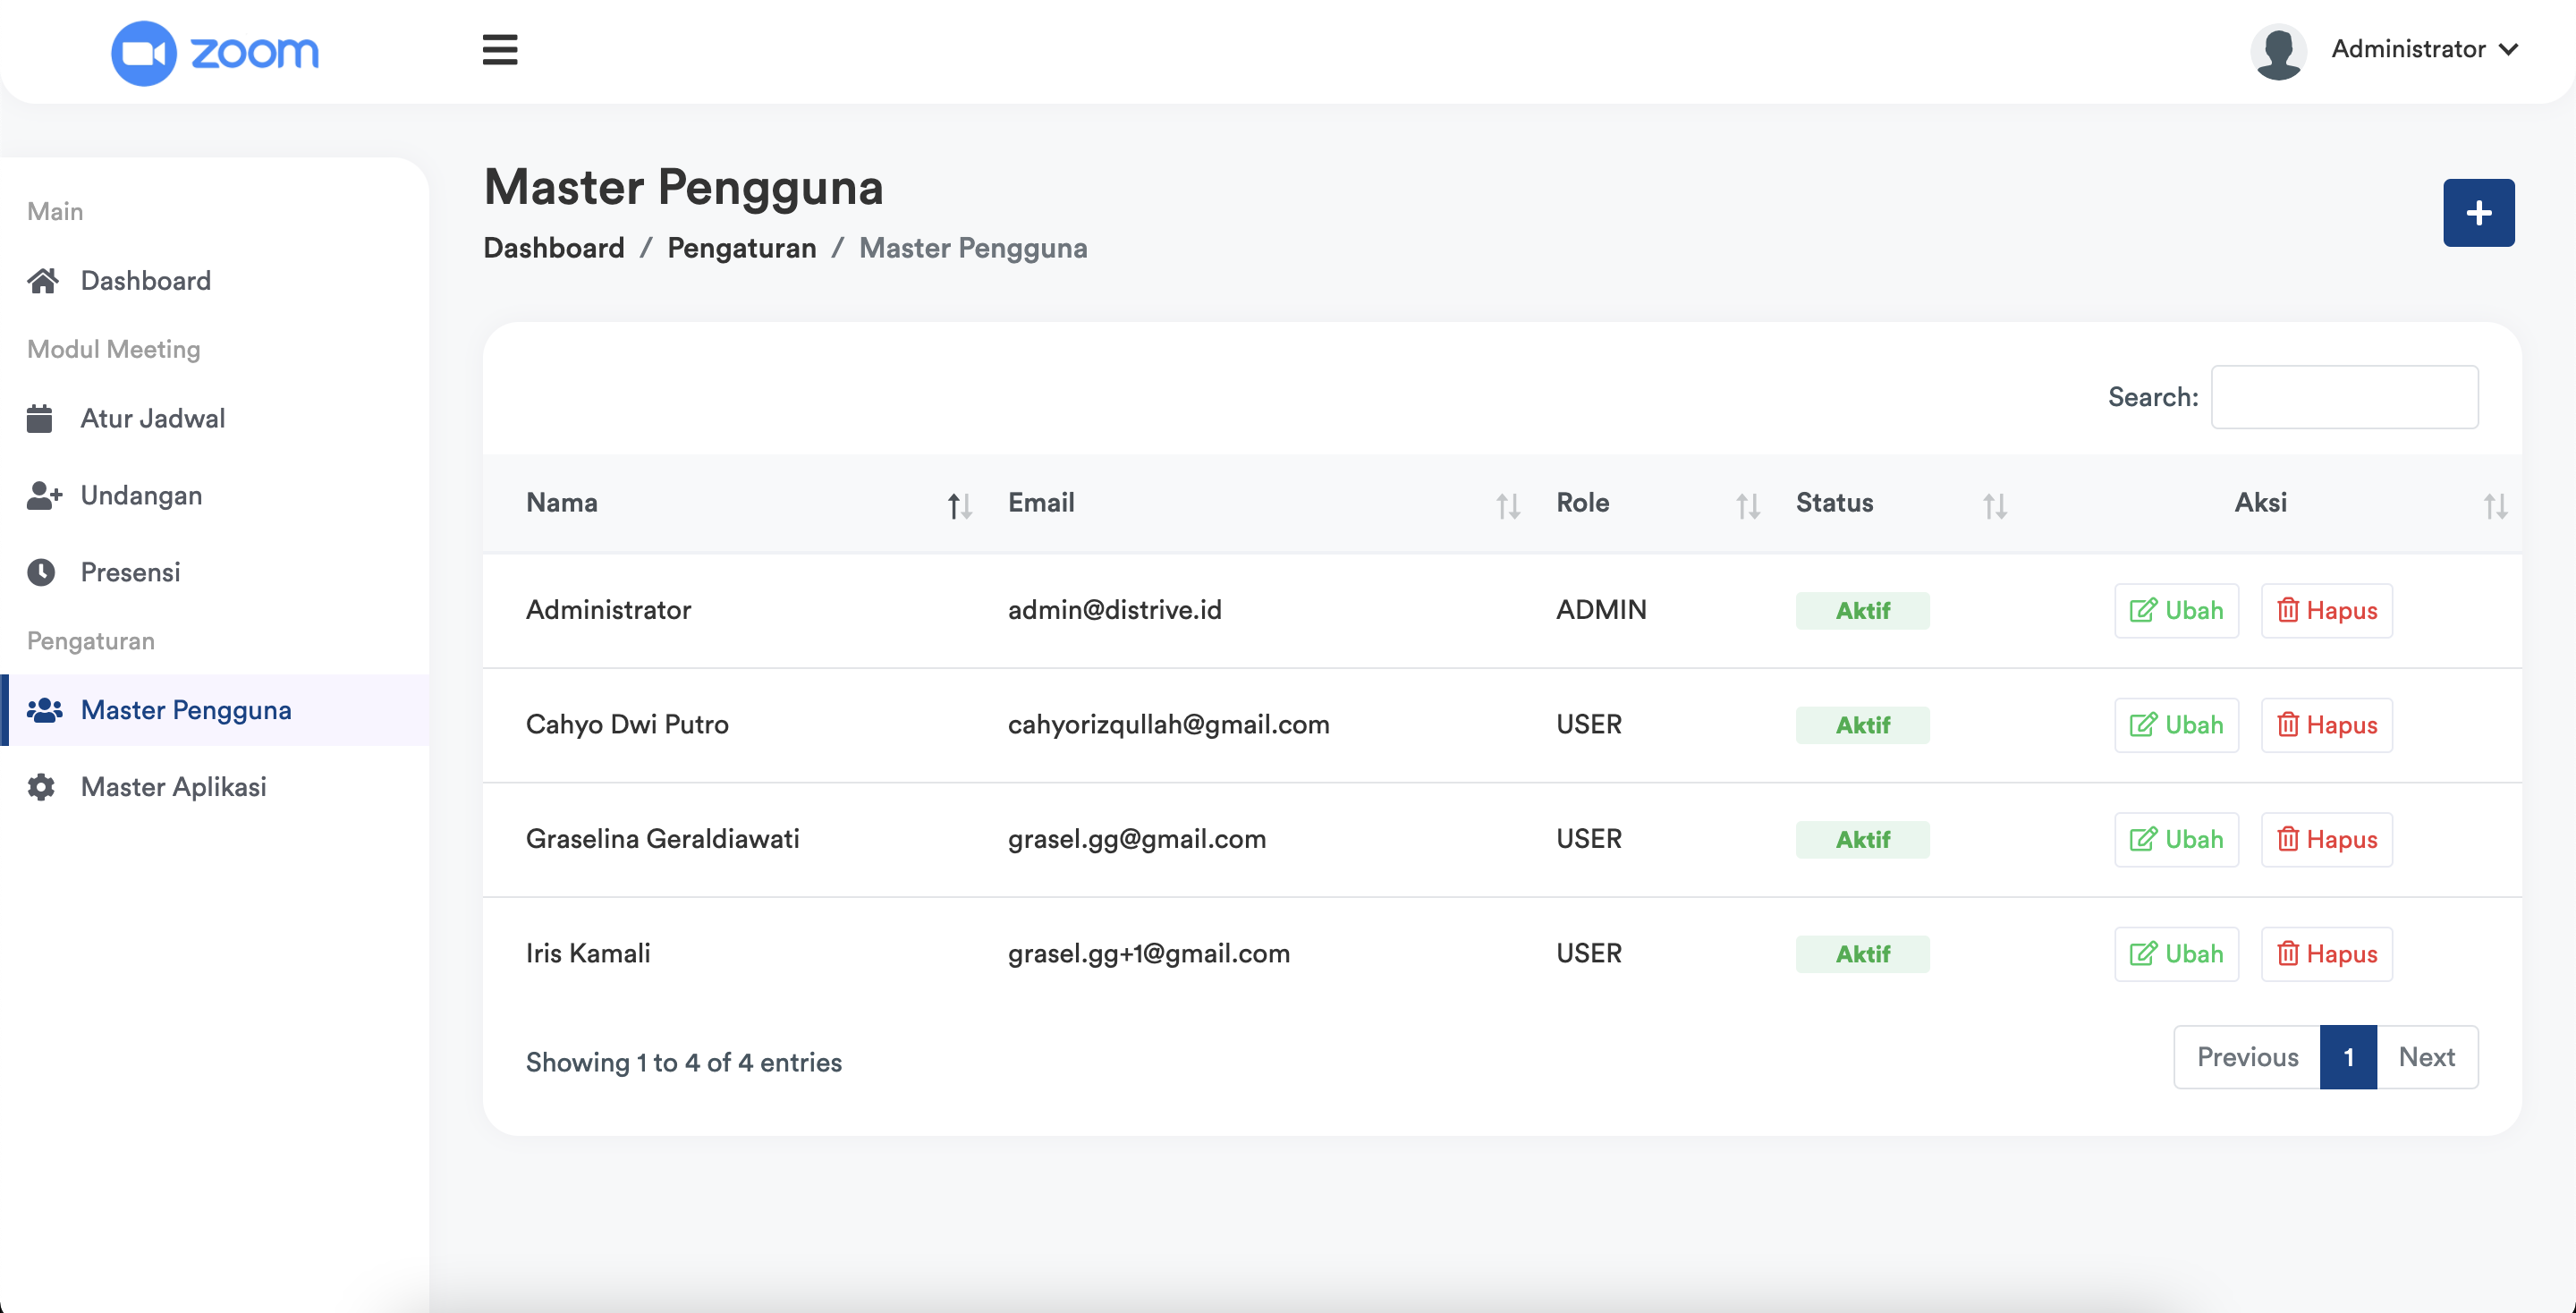 zoom
Administrator
Main
Dashboard
Modul Meeting
Atur Jadwal
Undangan
Presensi
Pengaturan
Master Pengguna
Master Aplikasi
Master Pengguna
Dashboard / Pengaturan / Master Pengguna
Search:
Nama Email Role Status Aksi
Administrator admin@distrive.id ADMIN Aktif Ubah Hapus
Cahyo Dwi Putro cahyorizqullah@gmail.com USER Aktif Ubah Hapus
Graselina Geraldiawati grasel.gg@gmail.com USER Aktif Ubah Hapus
Iris Kamali grasel.gg+1@gmail.com USER Aktif Ubah Hapus
Showing 1 to 4 of 4 entries
Previous 1 Next